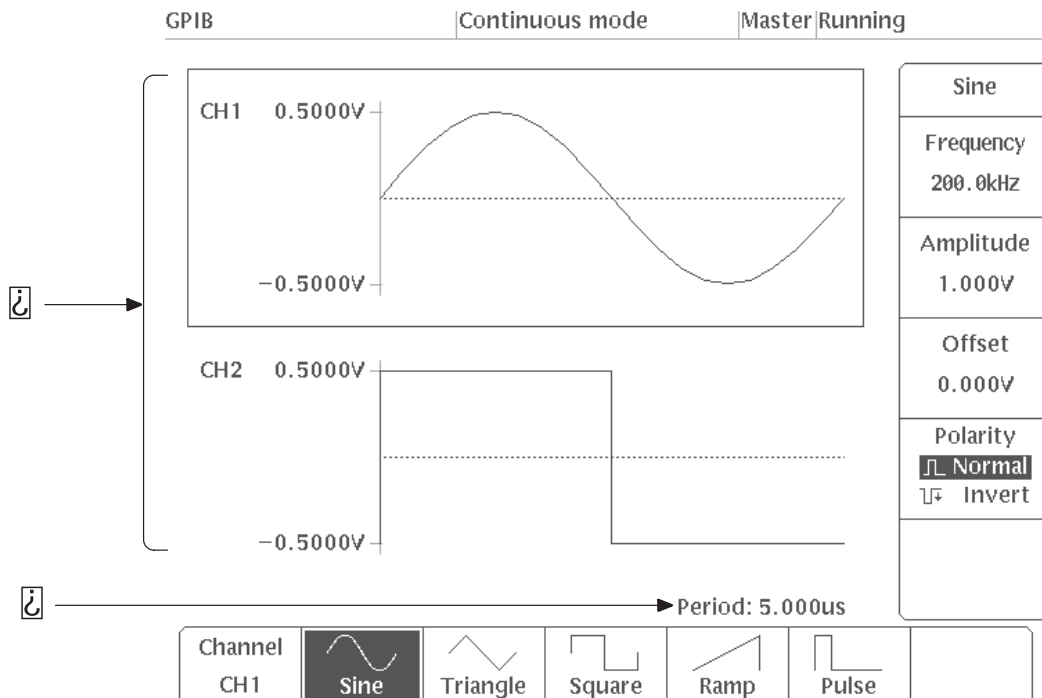 GPIB Continuous mode Master Running
CH1 0.5000V
-0.5000V
CH2 0.5000V
-0.5000V
¿
¿
Period: 5.000us
Sine
Frequency
200.0kHz
Amplitude
1.000V
Offset
0.000V
Polarity
Normal
Invert
Channel
CH1
Sine
Triangle
Square
Ramp
Pulse